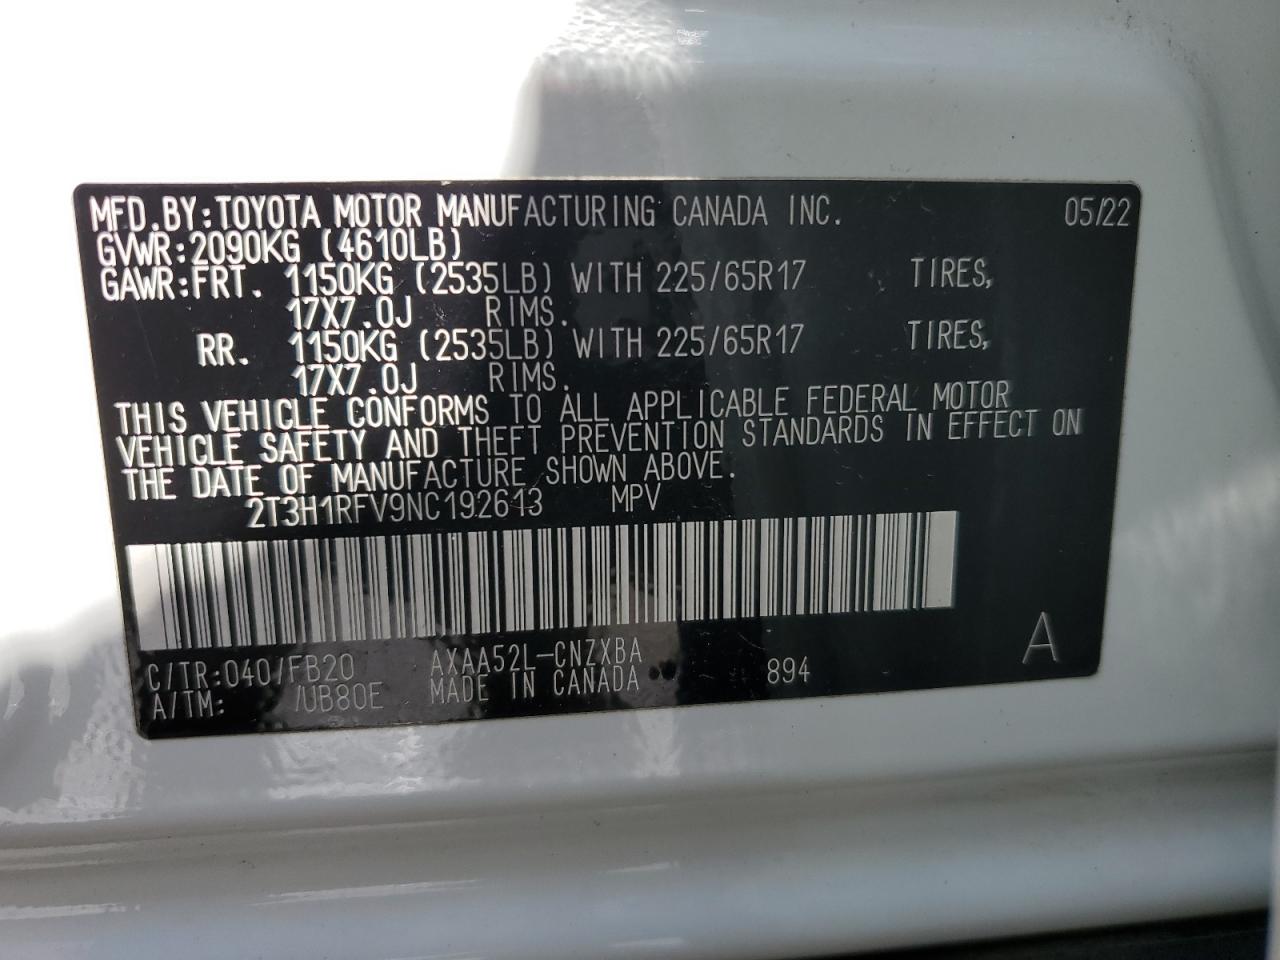 MFD.BY:TOYOTA MOTOR MANUFACTURING CANADA INC. 05/22
GVWR:2090KG (4610LB)
GAWR:FRT. 1150KG (2535LB) WITH 225/65R17 TIRES,
17X7.0J RIMS.
RR. 1150KG (2535LB) WITH 225/65R17 TIRES,
17X7.0J RIMS.
THIS VEHICLE CONFORMS TO ALL APPLICABLE FEDERAL MOTOR
VEHICLE SAFETY AND THEFT PREVENTION STANDARDS IN EFFECT ON
THE DATE OF MANUFACTURE SHOWN ABOVE.
2T3H1RFV9NC192613 MPV
C/TR:040/FB20 AXAA52L-CNZXBA A
A/TM: /UB80E MADE IN CANADA 894